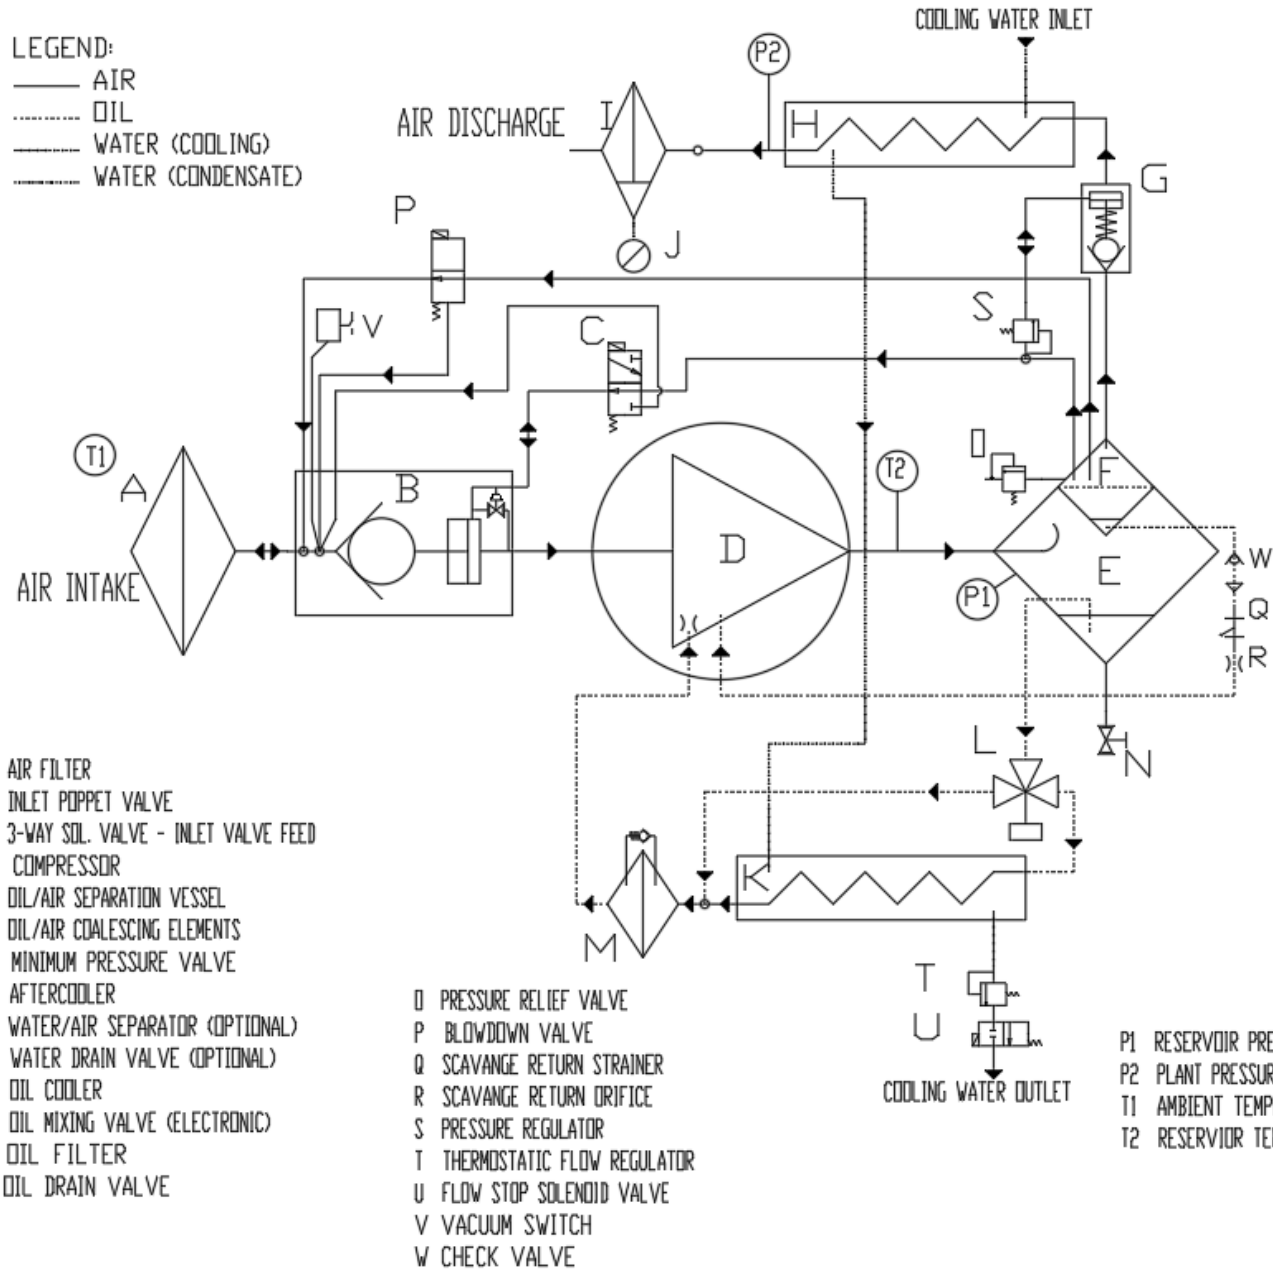 COOLING WATER INLET
LEGEND:
AIR
OIL
WATER (COOLING)
WATER (CONDENSATE)
P2
AIR DISCHARGE
I
H
G
P
J
S
V
C
T1
A
B
T2
O
F
D
E
W
AIR INTAKE
P1
Q
R
L
N
K
M
T
U
COOLING WATER OUTLET
AIR FILTER
INLET POPPET VALVE
3-WAY SOL. VALVE - INLET VALVE FEED
COMPRESSOR
OIL/AIR SEPARATION VESSEL
OIL/AIR COALESCING ELEMENTS
MINIMUM PRESSURE VALVE
AFTERCOOLER
WATER/AIR SEPARATOR (OPTIONAL)
WATER DRAIN VALVE (OPTIONAL)
OIL COOLER
OIL MIXING VALVE (ELECTRONIC)
OIL FILTER
OIL DRAIN VALVE
O PRESSURE RELIEF VALVE
P BLOWDOWN VALVE
Q SCAVANGE RETURN STRAINER
R SCAVANGE RETURN ORIFICE
S PRESSURE REGULATOR
T THERMOSTATIC FLOW REGULATOR
U FLOW STOP SOLENOID VALVE
V VACUUM SWITCH
W CHECK VALVE
P1 RESERVOIR PRE
P2 PLANT PRESSUR
T1 AMBIENT TEMP
T2 RESERVIOR TE